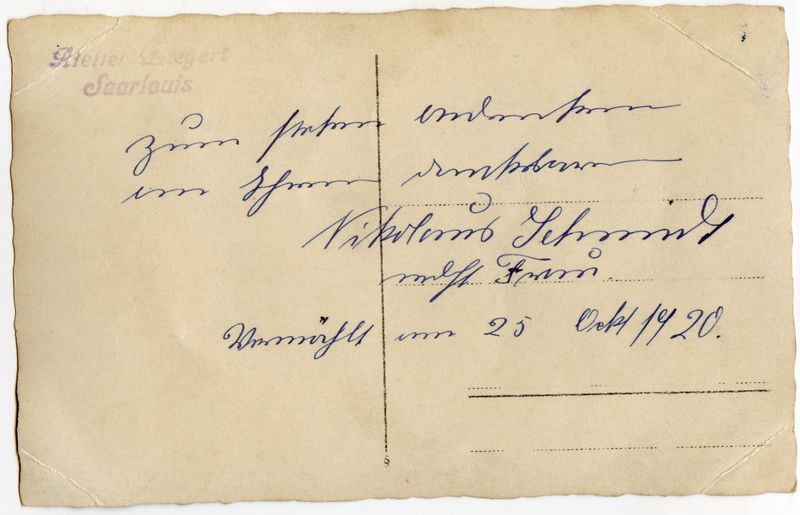 Atelier
Saarlouis
Zum steten Andenken
an Ihren dankbaren
Nikolaus Schmidt
nebst Frau.
Vermählt am 25 Okt 1920.